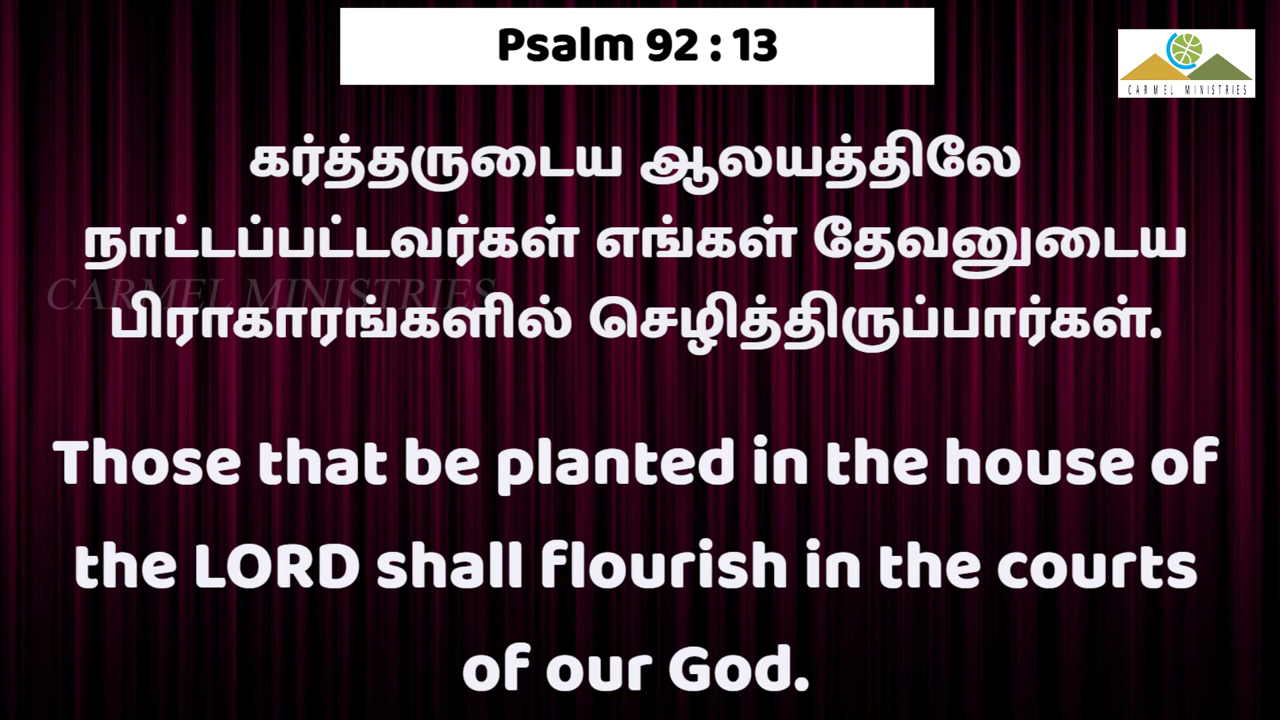 Psalm 92 : 13
CARMEL MINISTRIES
கர்த்தருடைய ஆலயத்திலே
நாட்டப்பட்டவர்கள் எங்கள் தேவனுடைய
CARMEL MINISTRIES
பிராகாரங்களில் செழித்திருப்பார்கள்.
Those that be planted in the house of
the LORD shall flourish in the courts
of our God.